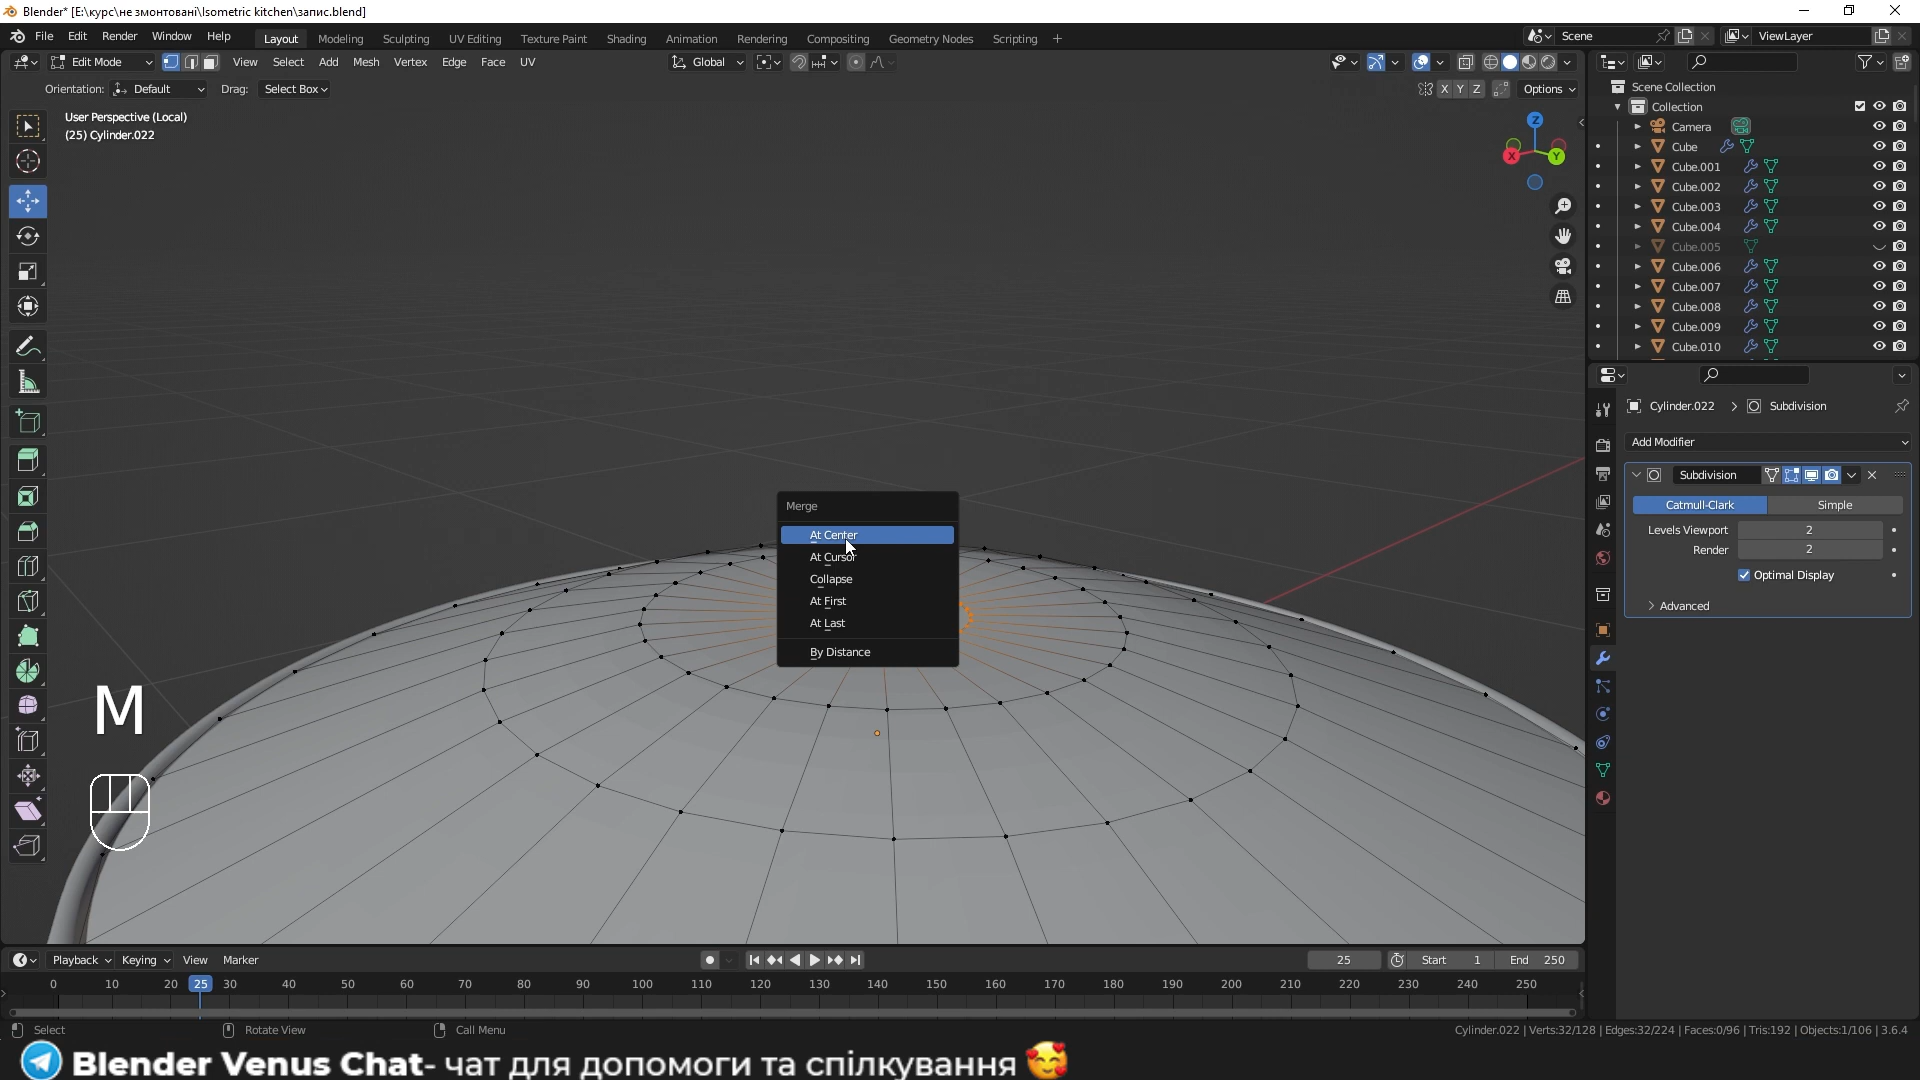 Blender* [E:\курс\не змонтовані\Isometric kitchen\запис.blend]
File Edit Render Window Help Layout Modeling Sculpting UV Editing Texture Paint Shading Animation Rendering Compositing Geometry Nodes Scripting + Scene ViewLayer
Edit Mode View Select Add Mesh Vertex Edge Face UV Global
Orientation: Default Drag: Select Box X Y Z Options
User Perspective (Local)
(25) Cylinder.022
Z
X Y
Scene Collection
Collection
Camera
Cube
Cube.001
Cube.002
Cube.003
Cube.004
Cube.005
Cube.006
Cube.007
Cube.008
Cube.009
Cube.010
Cylinder.022 > Subdivision
Add Modifier
Subdivision
Catmull-Clark Simple
Levels Viewport 2
Render 2
Optimal Display
Advanced
Merge
At Center
At Cursor
Collapse
At First
At Last
By Distance
M
Playback Keying View Marker 25 Start 1 End 250
0 10 20 25 30 40 50 60 70 80 90 100 110 120 130 140 150 160 170 180 190 200 210 220 230 240 250
Select Rotate View Call Menu Cylinder.022 | Verts:32/128 | Edges:32/224 | Faces:0/96 | Tris:192 | Objects:1/106 | 3.6.4
Blender Venus Chat- чат для допомоги та спілкування 🥰